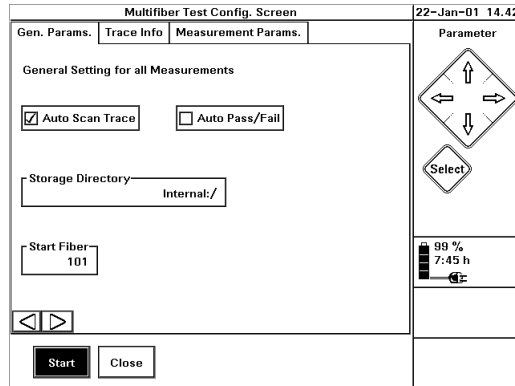 Multifiber Test Config. Screen
22-Jan-01 14.42
Gen. Params. Trace Info Measurement Params.
Parameter
General Setting for all Measurements
Auto Scan Trace Auto Pass/Fail
Select
Storage Directory
Internal:/
Start Fiber
101
99 %
7:45 h
Start Close